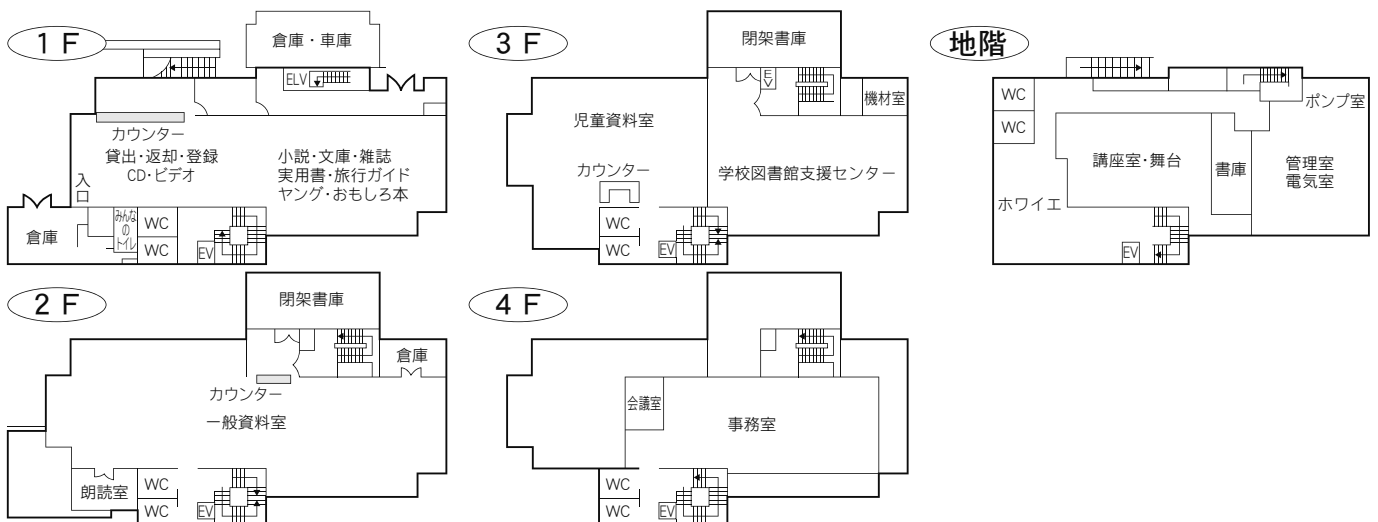 1 F
倉庫・車庫
ELV
カウンター
貸出・返却・登録
CD・ビデオ
小説・文庫・雑誌
実用書・旅行ガイド
ヤング・おもしろ本
入口
倉庫
みんなのトイレ
WC
WC
EV
3 F
閉架書庫
EV
機材室
児童資料室
カウンター
学校図書館支援センター
WC
WC
EV
地階
WC
WC
ポンプ室
講座室・舞台
書庫
管理室
電気室
ホワイエ
EV
2 F
閉架書庫
倉庫
カウンター
一般資料室
朗読室
WC
WC
EV
4 F
会議室
事務室
WC
WC
EV